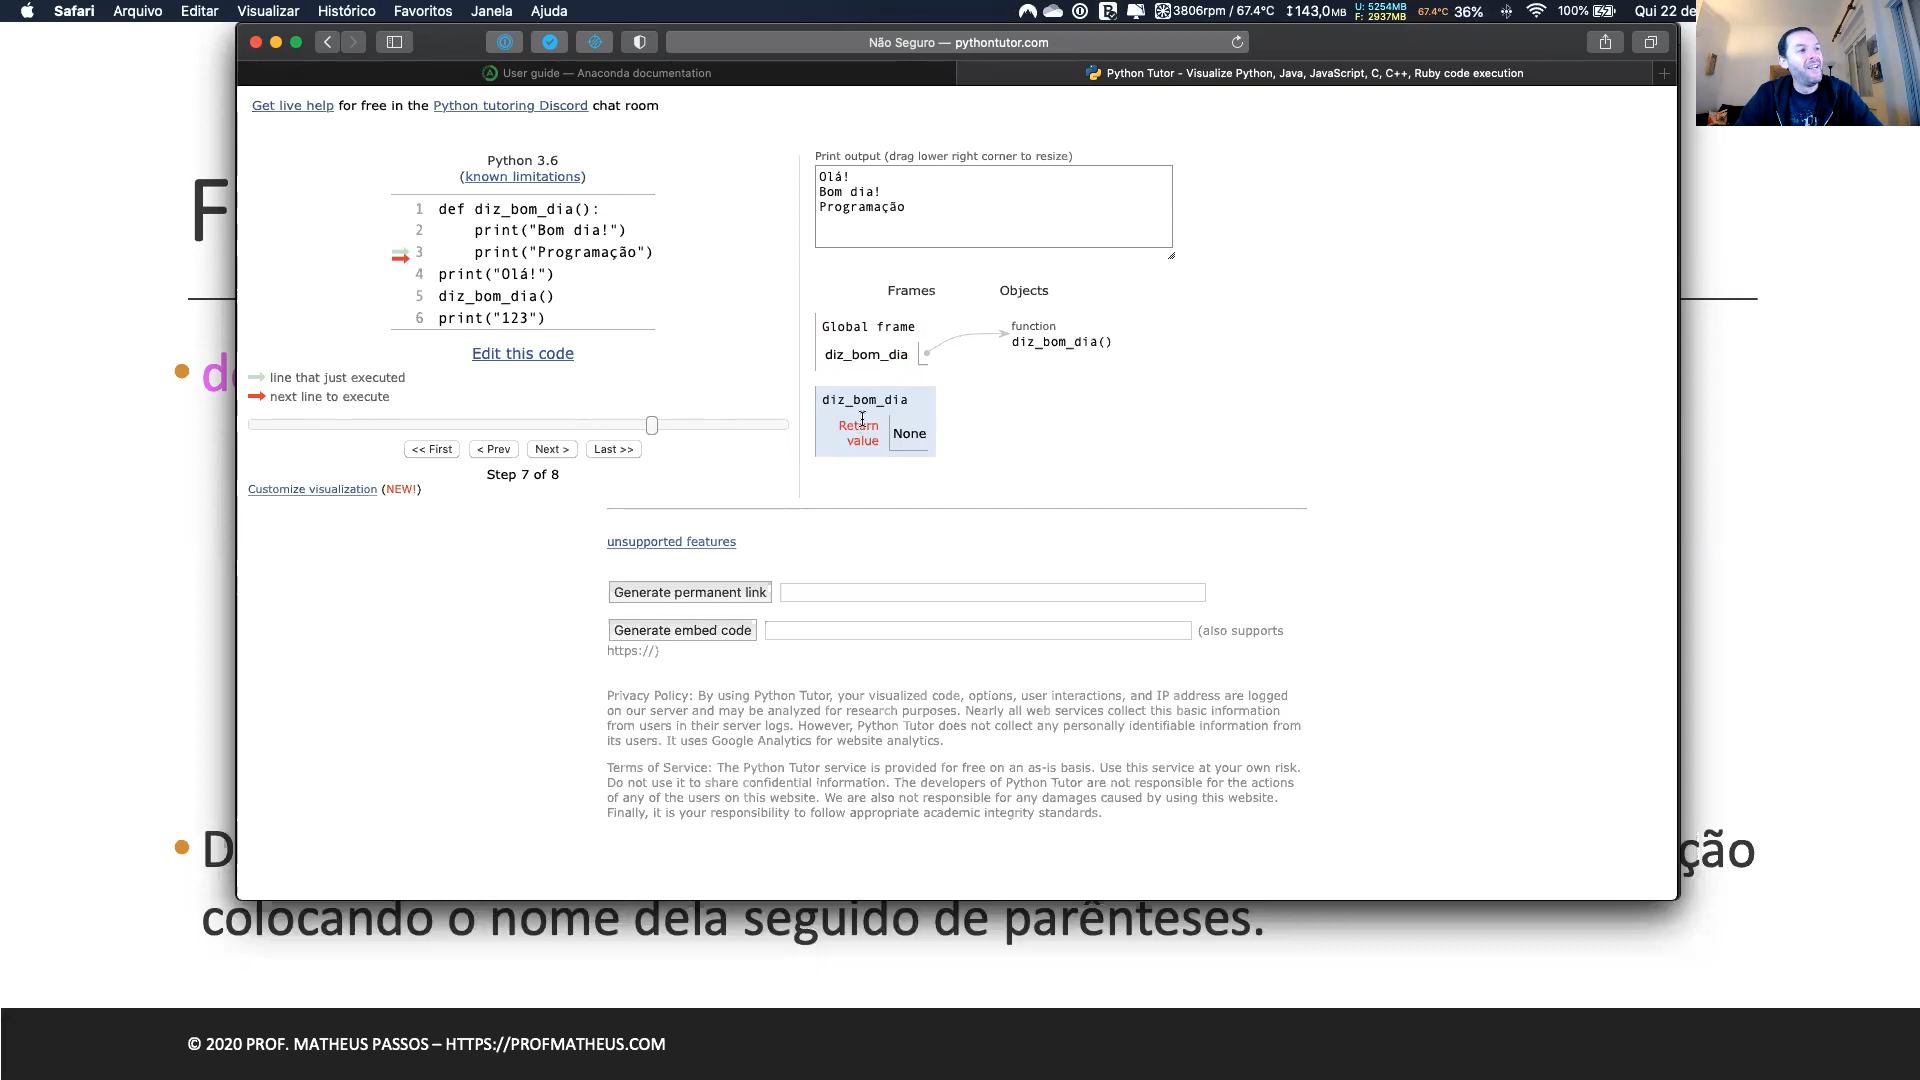 Safari Arquivo Editar Visualizar Histórico Favoritos Janela Ajuda
3806rpm / 67.4°C 143,0MB U: 5254MB F: 2937MB 67.4°C 36% 100% Qui 22 de
Não Seguro — pythontutor.com
User guide — Anaconda documentation
Python Tutor - Visualize Python, Java, JavaScript, C, C++, Ruby code execution
Get live help for free in the Python tutoring Discord chat room
Python 3.6
(known limitations)
1 def diz_bom_dia():
2 print("Bom dia!")
3 print("Programação")
4 print("Olá!")
5 diz_bom_dia()
6 print("123")
Edit this code
line that just executed
next line to execute
<< First < Prev Next > Last >>
Step 7 of 8
Customize visualization (NEW!)
Print output (drag lower right corner to resize)
Olá!
Bom dia!
Programação
Frames Objects
Global frame
diz_bom_dia
function
diz_bom_dia()
diz_bom_dia
Return
value
None
unsupported features
Generate permanent link
Generate embed code (also supports
https://)
Privacy Policy: By using Python Tutor, your visualized code, options, user interactions, and IP address are logged
on our server and may be analyzed for research purposes. Nearly all web services collect this basic information
from users in their server logs. However, Python Tutor does not collect any personally identifiable information from
its users. It uses Google Analytics for website analytics.
Terms of Service: The Python Tutor service is provided for free on an as-is basis. Use this service at your own risk.
Do not use it to share confidential information. The developers of Python Tutor are not responsible for the actions
of any of the users on this website. We are also not responsible for any damages caused by using this website.
Finally, it is your responsibility to follow appropriate academic integrity standards.
F
d
D ção
colocando o nome dela seguido de parênteses.
© 2020 PROF. MATHEUS PASSOS – HTTPS://PROFMATHEUS.COM